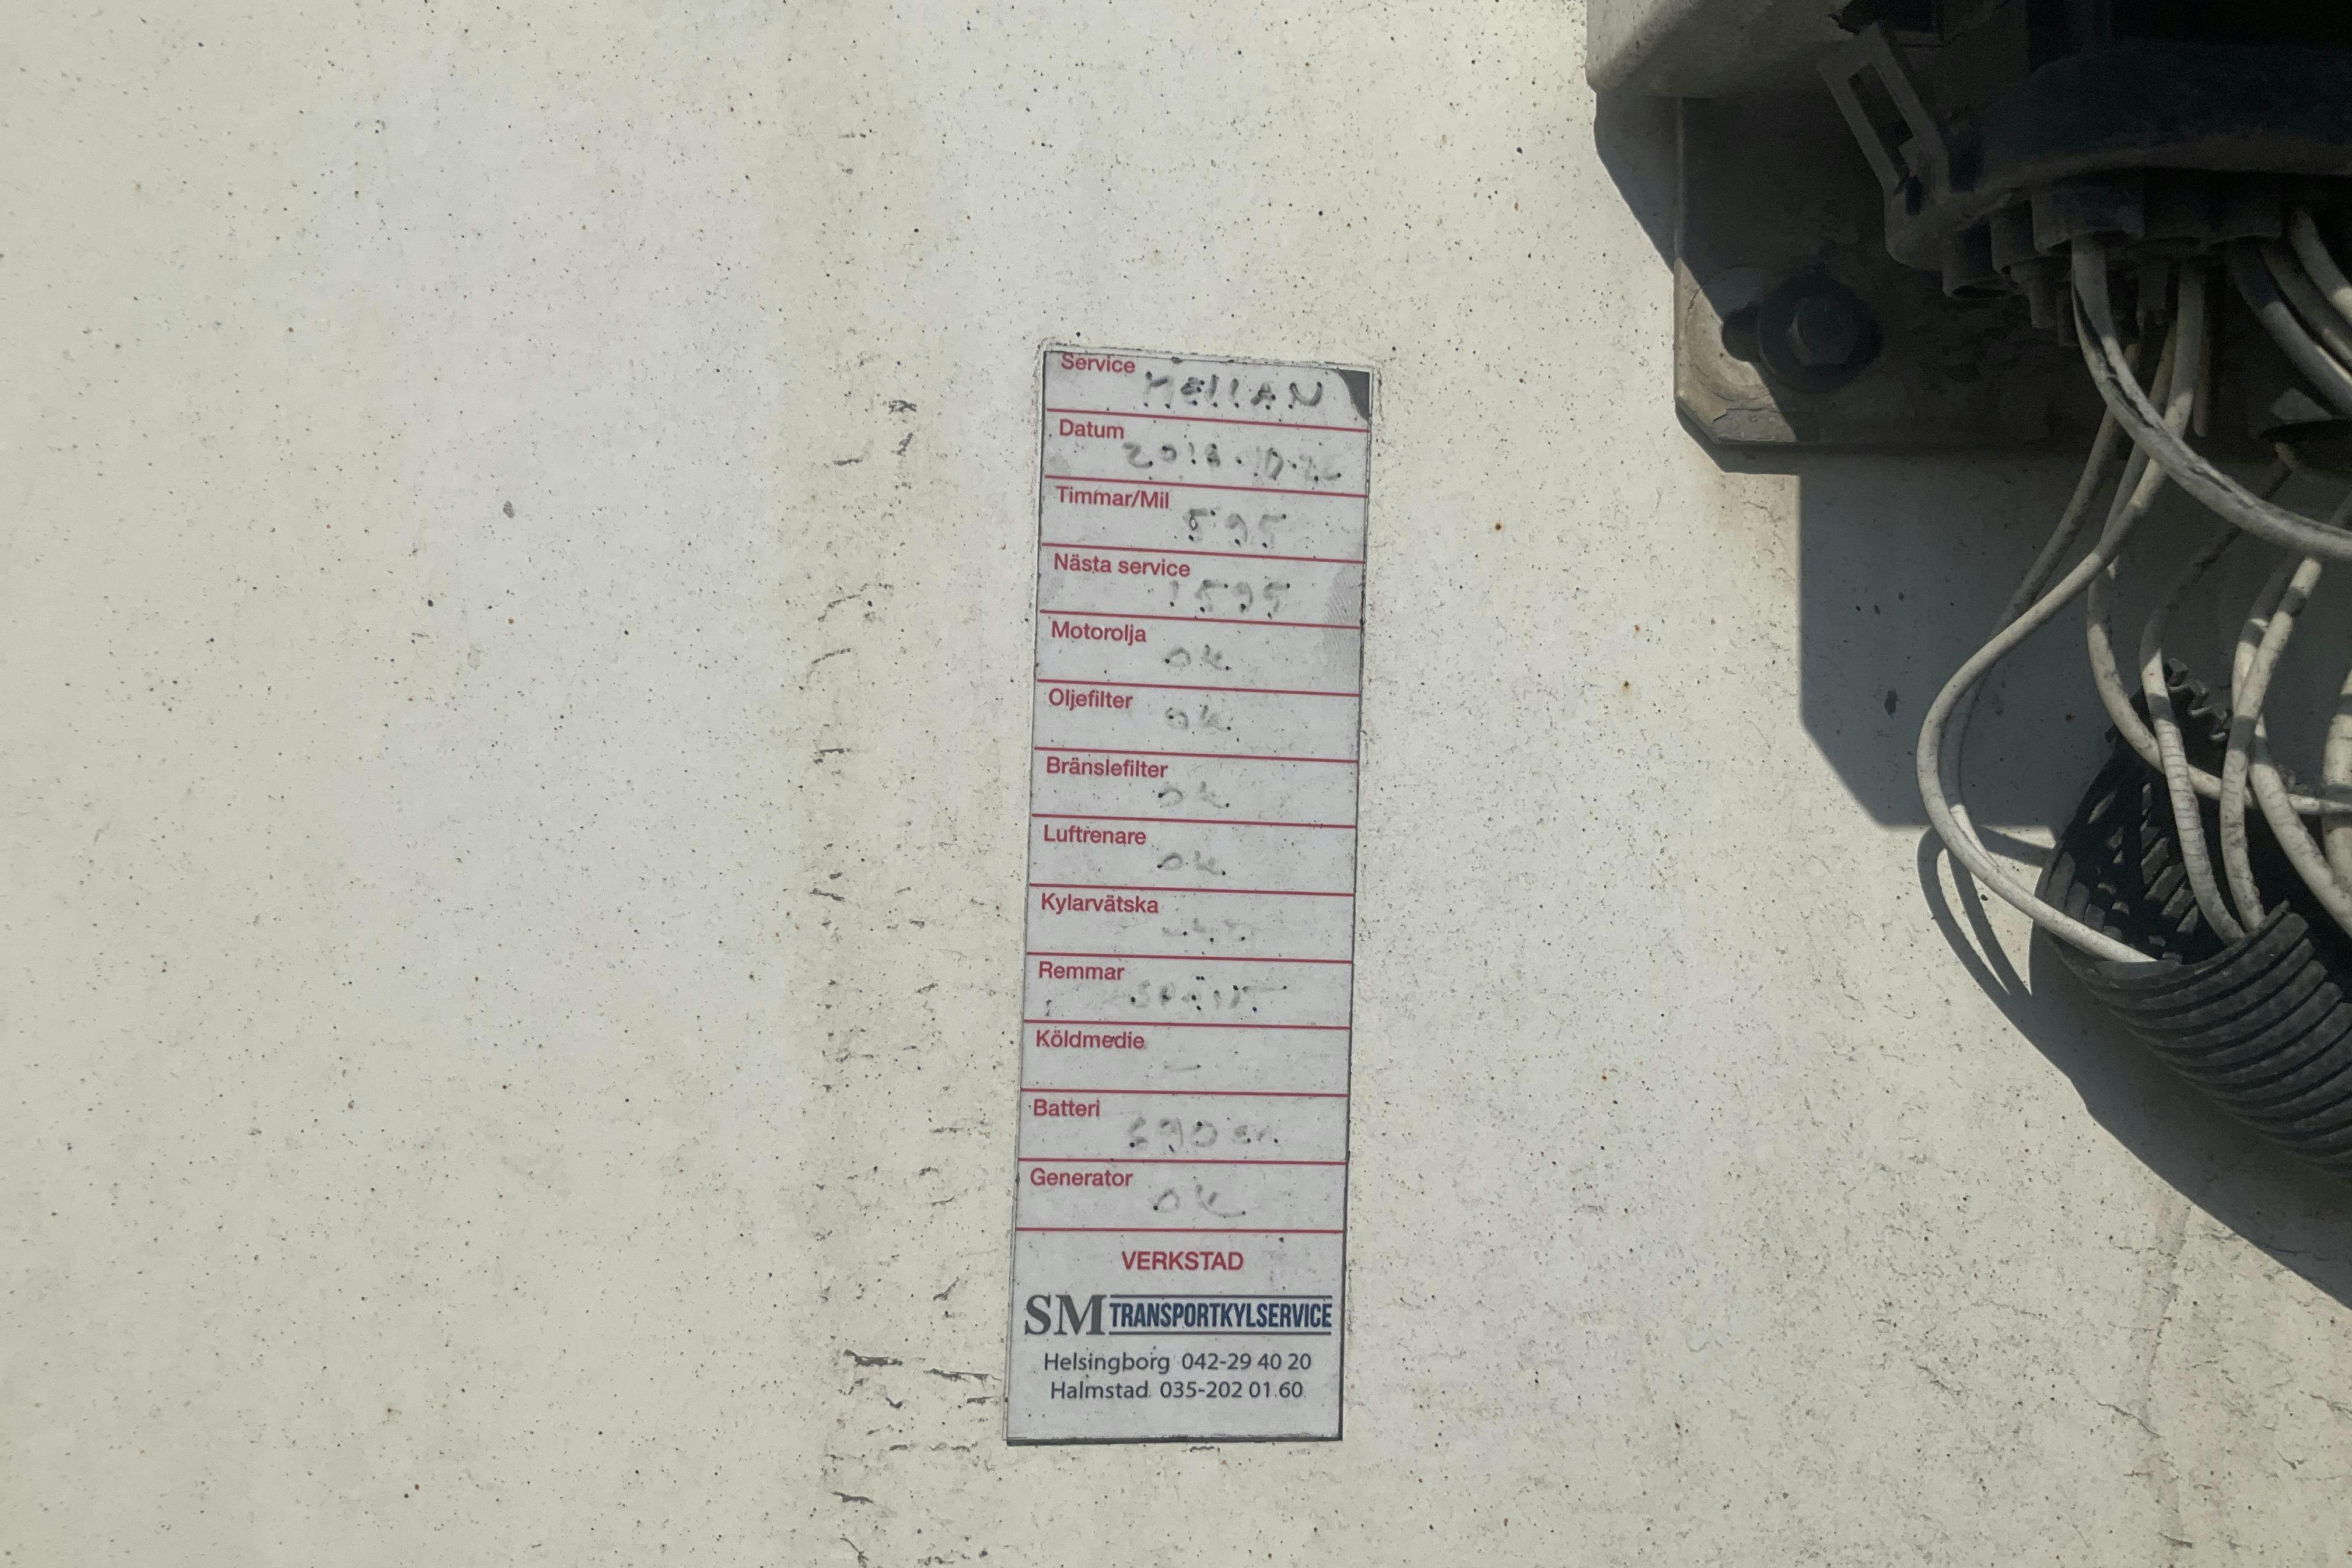 Service MELLAN
Datum
Timmar/Mil 595
Nästa service 1595
Motorolja OK
Oljefilter OK
Bränslefilter OK
Luftrenare OK
Kylarvätska
Remmar
Köldmedie –
Batteri
Generator OK
VERKSTAD
SM TRANSPORTKYLSERVICE
Helsingborg 042-29 40 20
Halmstad 035-202 01 60